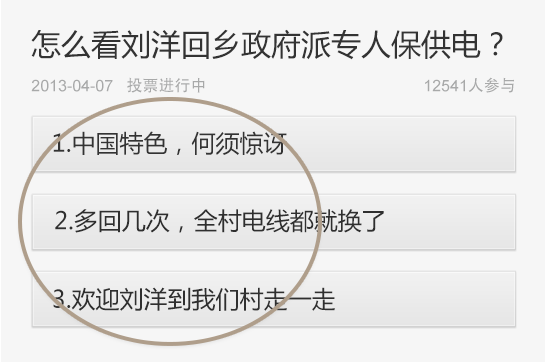 怎么看刘洋回乡政府派专人保供电？
2013-04-07 投票进行中 12541人参与
1.中国特色，何须惊讶
2.多回几次，全村电线都就换了
3.欢迎刘洋到我们村走一走